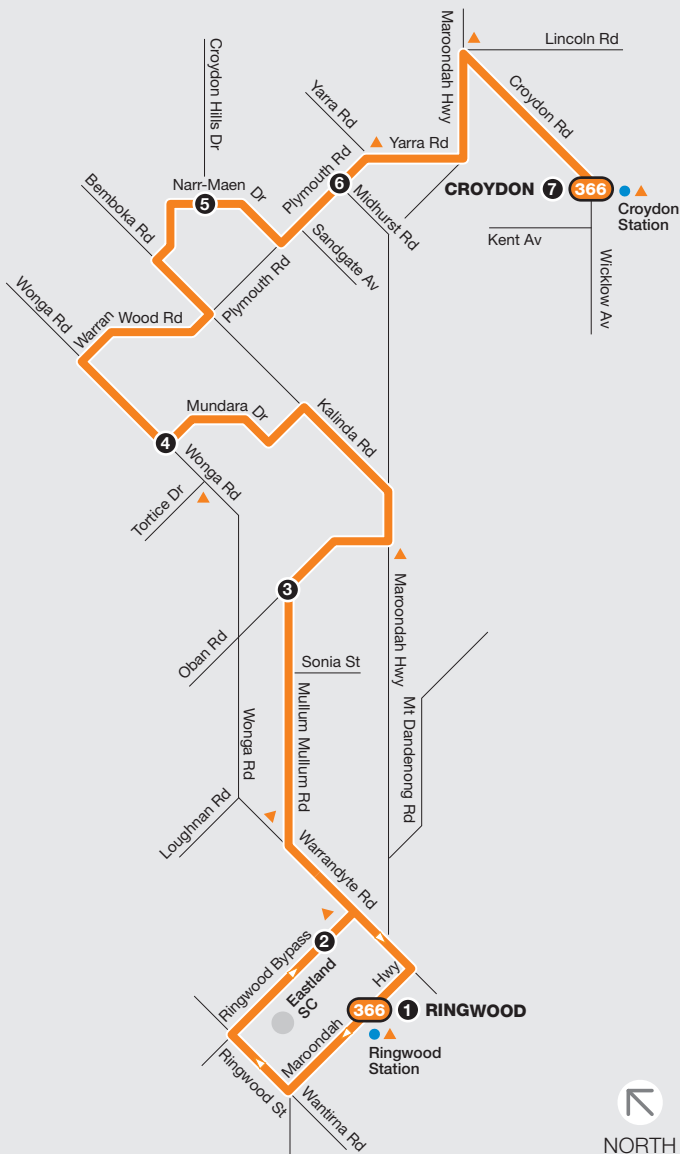 Lincoln Rd
Maroondah Hwy
Croydon Rd
Croydon Hills Dr
Yarra Rd
Yarra Rd
Plymouth Rd
6
Midhurst Rd
CROYDON 7 366
Croydon
Station
Narr-Maen Dr
5
Bemboka Rd
Sandgate Av
Kent Av
Wicklow Av
Plymouth Rd
Wonga Rd
Warran Wood Rd
Mundara Dr
Kalinda Rd
4
Wonga Rd
Tortice Dr
3
Oban Rd
Maroondah Hwy
Sonia St
Mullum Mullum Rd
Mt Dandenong Rd
Wonga Rd
Loughnan Rd
Warrandyte Rd
2
Ringwood Bypass
Eastland
SC
Maroondah Hwy
366 1 RINGWOOD
Ringwood
Station
Ringwood St
Wantirna Rd
NORTH